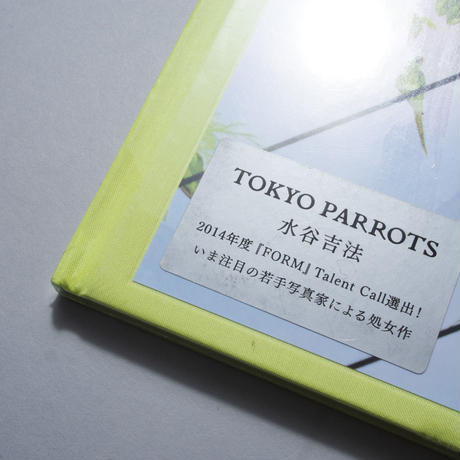 TOKYO PARROTS
水谷吉法
2014年度『FORM』Talent Call選出！
いま注目の若手写真家による処女作